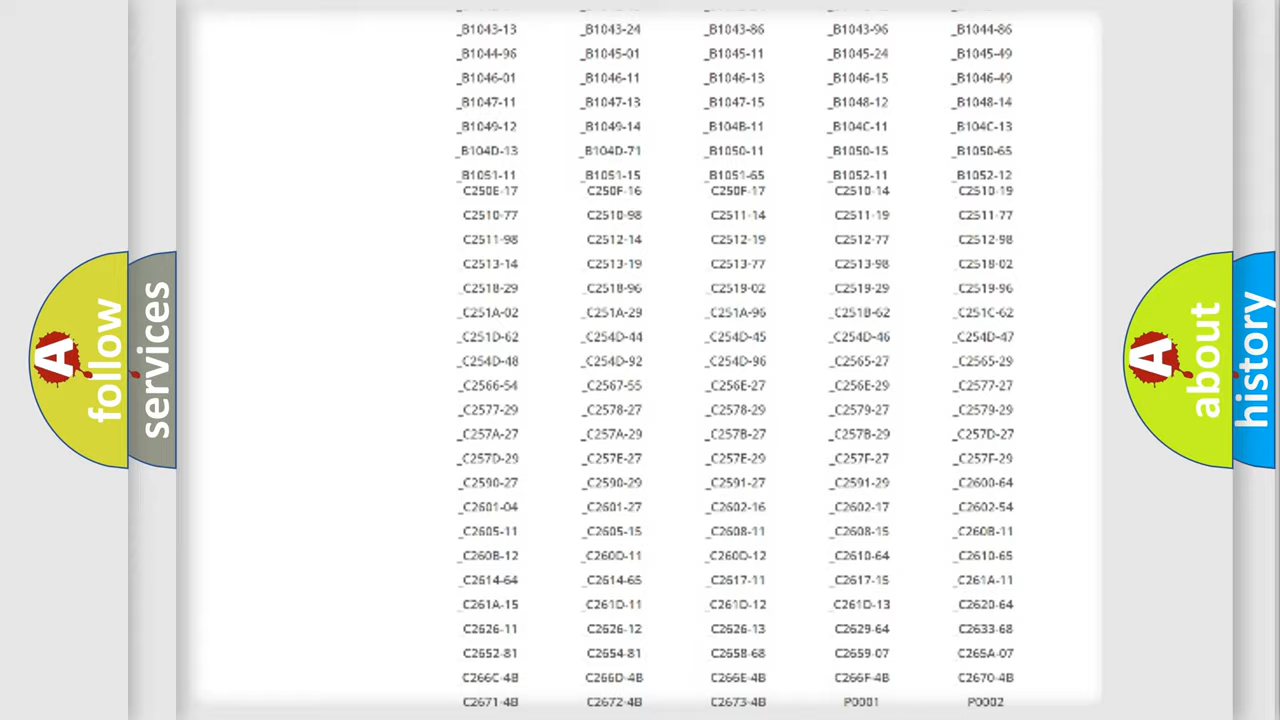 _B1043-13 _B1043-24 _B1043-86 _B1043-96 _B1044-86
_B1044-96 _B1045-01 _B1045-11 _B1045-24 _B1045-49
_B1046-01 _B1046-11 _B1046-13 _B1046-15 _B1046-49
_B1047-11 _B1047-13 _B1047-15 _B1048-12 _B1048-14
_B1049-12 _B1049-14 _B104B-11 _B104C-11 _B104C-13
_B104D-13 _B104D-71 _B1050-11 _B1050-15 _B1050-65
_B1051-11 _B1051-15 _B1051-65 _B1052-11 _B1052-12
C250E-17 C250F-16 C250F-17 C2510-14 C2510-19
C2510-77 C2510-98 C2511-14 C2511-19 C2511-77
C2511-98 C2512-14 C2512-19 C2512-77 C2512-98
_C2513-14 _C2513-19 _C2513-77 _C2513-98 _C2518-02
_C2518-29 _C2518-96 _C2519-02 _C2519-29 _C2519-96
_C251A-02 _C251A-29 _C251A-96 _C251B-62 _C251C-62
_C251D-62 _C254D-44 _C254D-45 _C254D-46 _C254D-47
_C254D-48 _C254D-92 _C254D-96 _C2565-27 _C2565-29
_C2566-54 _C2567-55 _C256E-27 _C256E-29 _C2577-27
_C2577-29 _C2578-27 _C2578-29 _C2579-27 _C2579-29
_C257A-27 _C257A-29 _C257B-27 _C257B-29 _C257D-27
_C257D-29 _C257E-27 _C257E-29 _C257F-27 _C257F-29
_C2590-27 _C2590-29 _C2591-27 _C2591-29 _C2600-64
_C2601-04 _C2601-27 _C2602-16 _C2602-17 _C2602-54
_C2605-11 _C2605-15 _C2608-11 _C2608-15 _C260B-11
_C260B-12 _C260D-11 _C260D-12 _C2610-64 _C2610-65
_C2614-64 _C2614-65 _C2617-11 _C2617-15 _C261A-11
_C261A-15 _C261D-11 _C261D-12 _C261D-13 _C2620-64
C2626-11 C2626-12 C2626-13 C2629-64 C2633-68
C2652-81 C2654-81 C2658-68 C2659-07 C265A-07
C266C-4B C266D-4B C266E-4B C266F-4B C2670-4B
C2671-4B C2672-4B C2673-4B P0001 P0002
A follow
services
A about
history